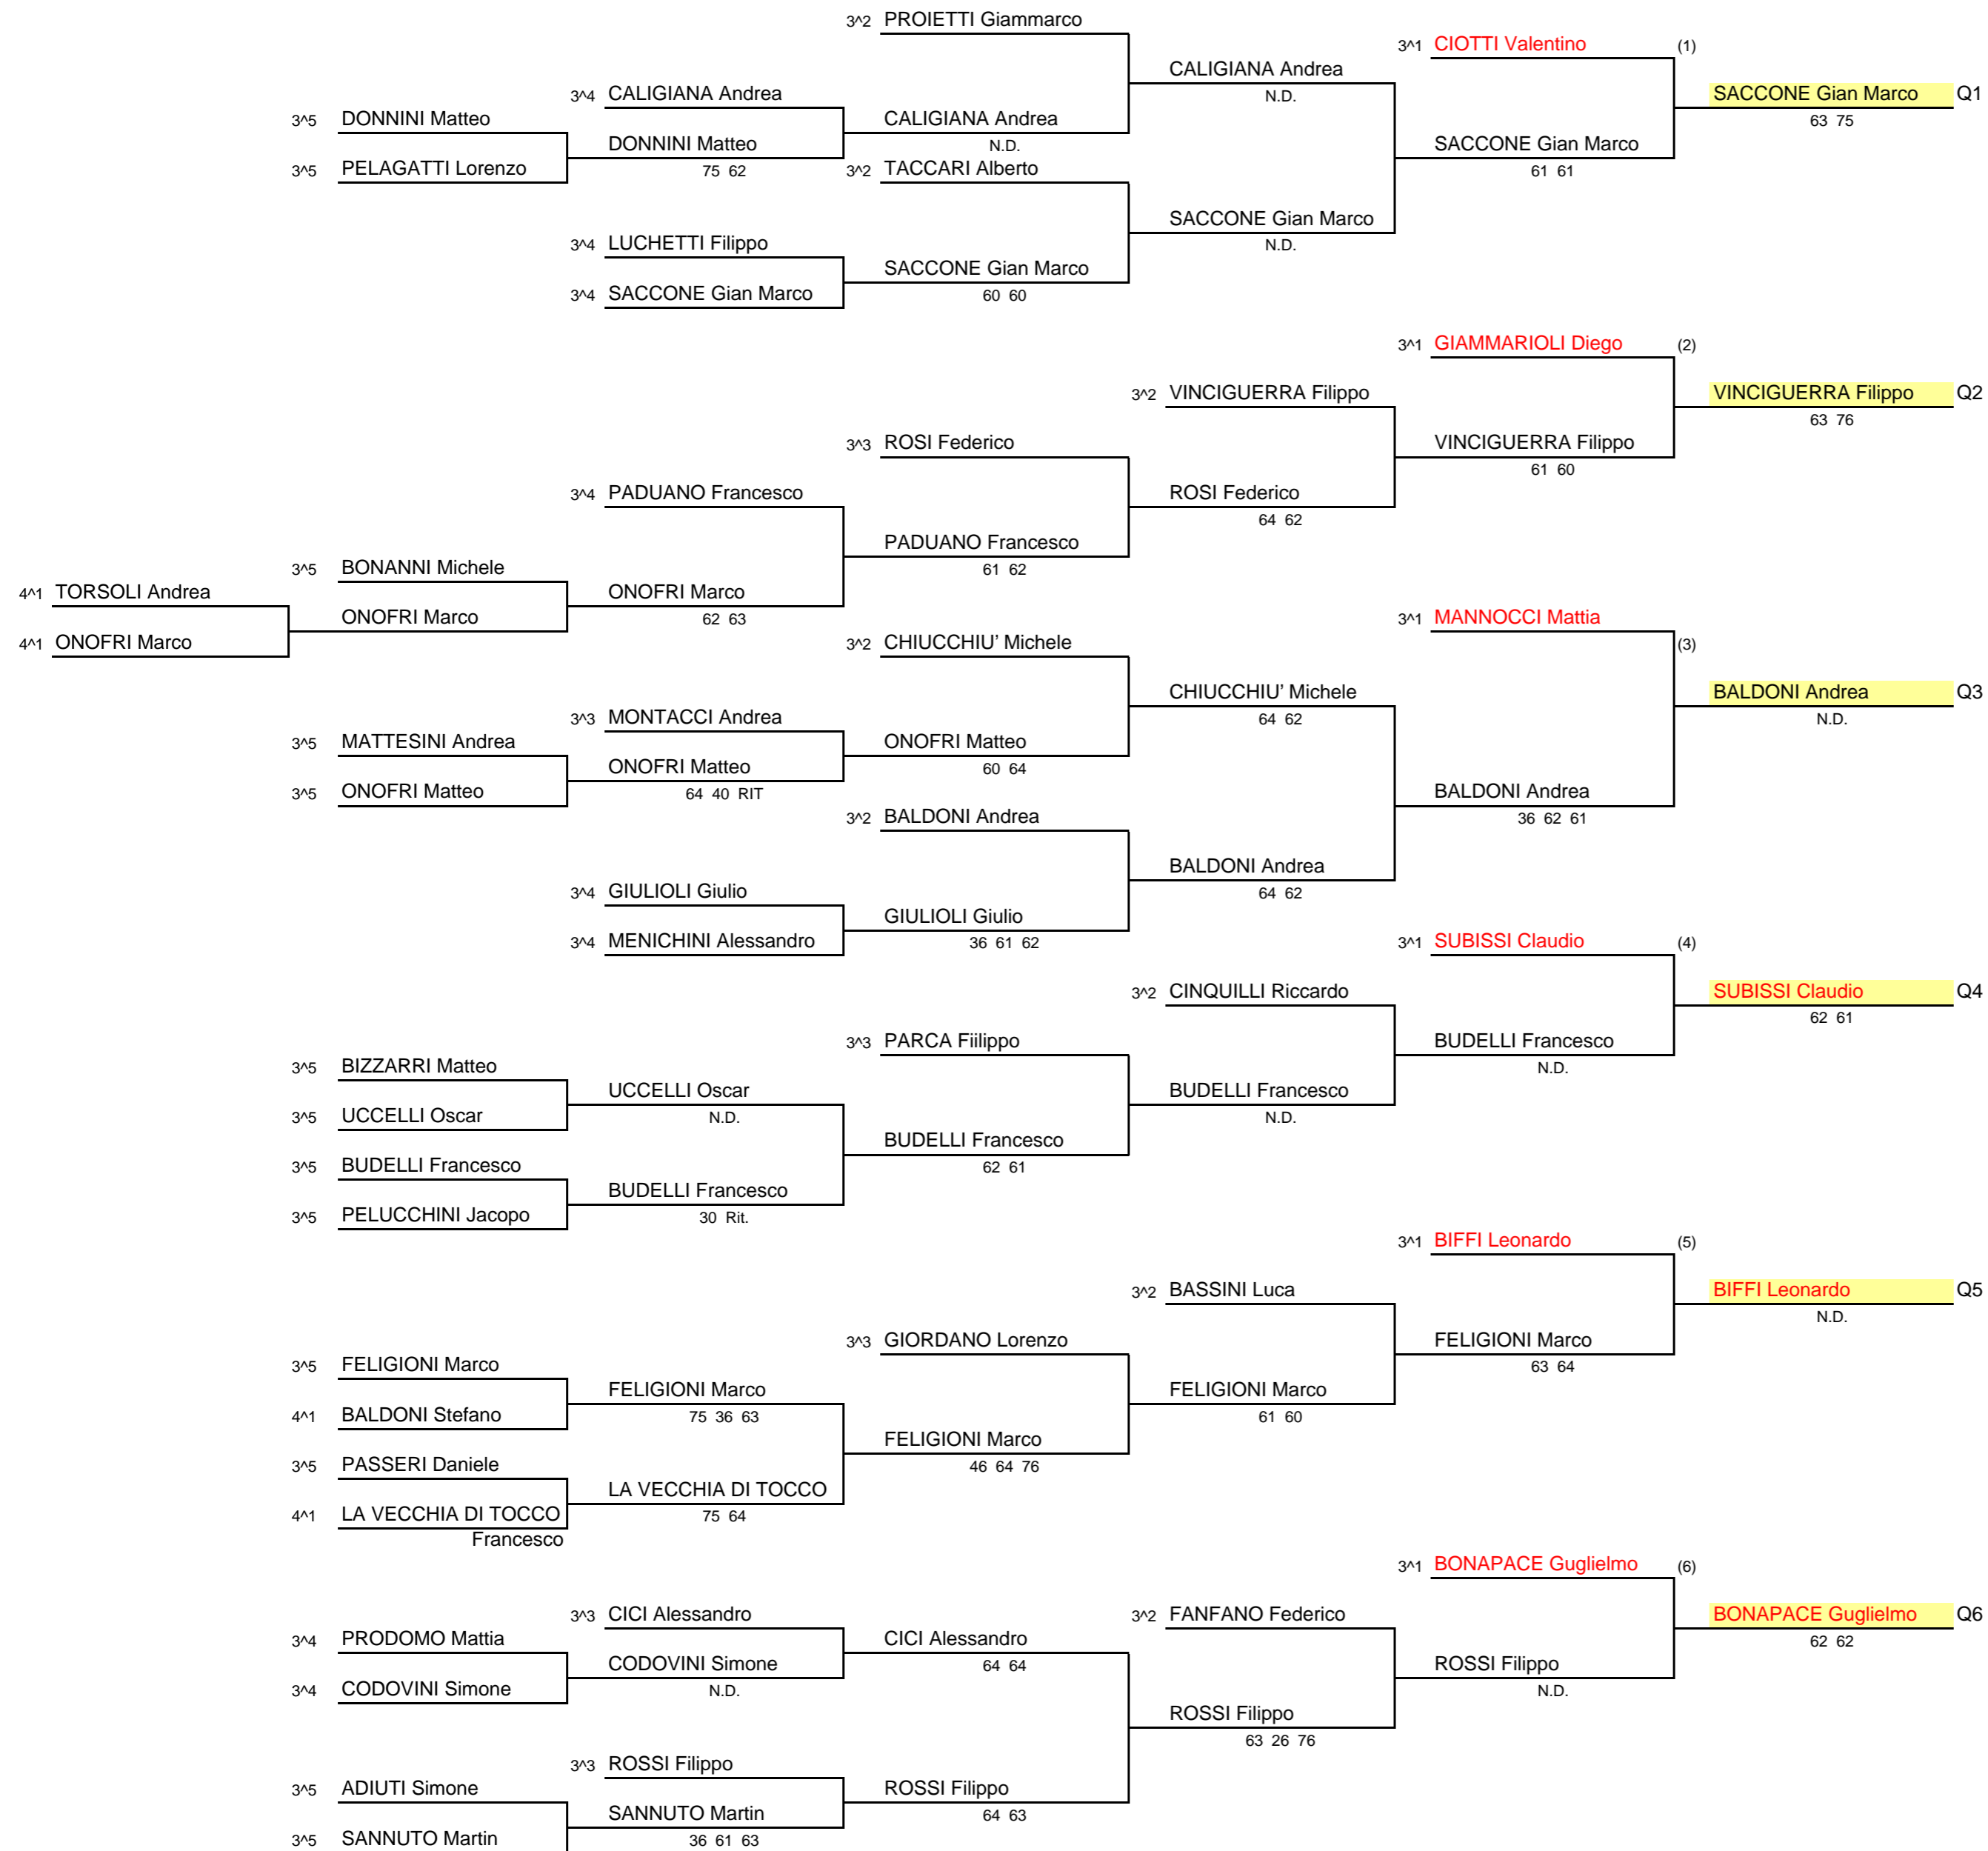 3^2 PROIETTI Giammarco
3^1 CIOTTI Valentino (1)
CALIGIANA Andrea
3^4 CALIGIANA Andrea N.D. SACCONE Gian Marco Q1
3^5 DONNINI Matteo CALIGIANA Andrea 63 75
DONNINI Matteo N.D. SACCONE Gian Marco
3^5 PELAGATTI Lorenzo 75 62 3^2 TACCARI Alberto 61 61
SACCONE Gian Marco
3^4 LUCHETTI Filippo N.D.
SACCONE Gian Marco
3^4 SACCONE Gian Marco 60 60
3^1 GIAMMARIOLI Diego (2)
3^2 VINCIGUERRA Filippo VINCIGUERRA Filippo Q2
63 76
3^3 ROSI Federico VINCIGUERRA Filippo
61 60
3^4 PADUANO Francesco ROSI Federico
64 62
PADUANO Francesco
3^5 BONANNI Michele 61 62
4^1 TORSOLI Andrea ONOFRI Marco
ONOFRI Marco 62 63 3^1 MANNOCCI Mattia
4^1 ONOFRI Marco 3^2 CHIUCCHIU' Michele (3)
CHIUCCHIU' Michele BALDONI Andrea Q3
3^3 MONTACCI Andrea 64 62 N.D.
3^5 MATTESINI Andrea ONOFRI Matteo
ONOFRI Matteo 60 64
3^5 ONOFRI Matteo 64 40 RIT BALDONI Andrea
3^2 BALDONI Andrea 36 62 61
BALDONI Andrea
3^4 GIULIOLI Giulio 64 62
GIULIOLI Giulio
3^4 MENICHINI Alessandro 36 61 62 3^1 SUBISSI Claudio (4)
3^2 CINQUILLI Riccardo SUBISSI Claudio Q4
62 61
3^3 PARCA Fiilippo BUDELLI Francesco
3^5 BIZZARRI Matteo N.D.
UCCELLI Oscar BUDELLI Francesco
3^5 UCCELLI Oscar N.D. N.D.
BUDELLI Francesco
3^5 BUDELLI Francesco 62 61
BUDELLI Francesco
3^5 PELUCCHINI Jacopo 30 Rit.
3^1 BIFFI Leonardo (5)
3^2 BASSINI Luca BIFFI Leonardo Q5
N.D.
3^3 GIORDANO Lorenzo FELIGIONI Marco
3^5 FELIGIONI Marco 63 64
FELIGIONI Marco FELIGIONI Marco
4^1 BALDONI Stefano 75 36 63 61 60
FELIGIONI Marco
3^5 PASSERI Daniele 46 64 76
LA VECCHIA DI TOCCO
4^1 LA VECCHIA DI TOCCO 75 64
Francesco
3^1 BONAPACE Guglielmo (6)
3^3 CICI Alessandro 3^2 FANFANO Federico BONAPACE Guglielmo Q6
3^4 PRODOMO Mattia CICI Alessandro 62 62
CODOVINI Simone 64 64 ROSSI Filippo
3^4 CODOVINI Simone N.D. N.D.
ROSSI Filippo
63 26 76
3^3 ROSSI Filippo
3^5 ADIUTI Simone ROSSI Filippo
SANNUTO Martin 64 63
3^5 SANNUTO Martin 36 61 63